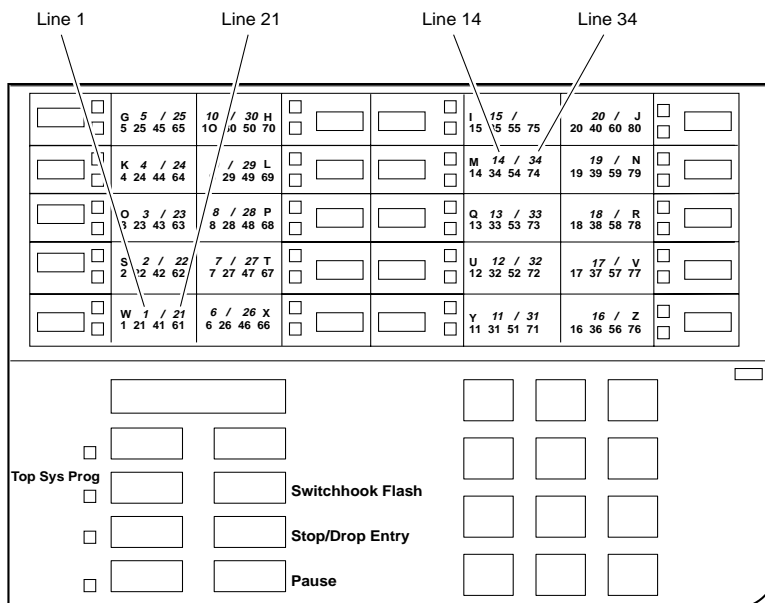 Line 1 Line 21 Line 14 Line 34
G 5 / 25 10 / 30 H I 15 / 20 / J
5 25 45 65 1O 50 70 15 55 75 20 40 60 80
K 4 / 24 / 29 L M 14 / 34 19 / N
4 24 44 64 29 49 69 14 34 54 74 19 39 59 79
O 3 / 23 8 / 28 P Q 13 / 33 18 / R
3 23 43 63 8 28 48 68 13 33 53 73 18 38 58 78
S 2 / 22 7 / 27 T U 12 / 32 17 / V
2 22 42 62 7 27 47 67 12 32 52 72 17 37 57 77
W 1 / 21 6 / 26 X Y 11 / 31 16 / Z
1 21 41 61 6 26 46 66 11 31 51 71 16 36 56 76
Top Sys Prog
Switchhook Flash
Stop/Drop Entry
Pause